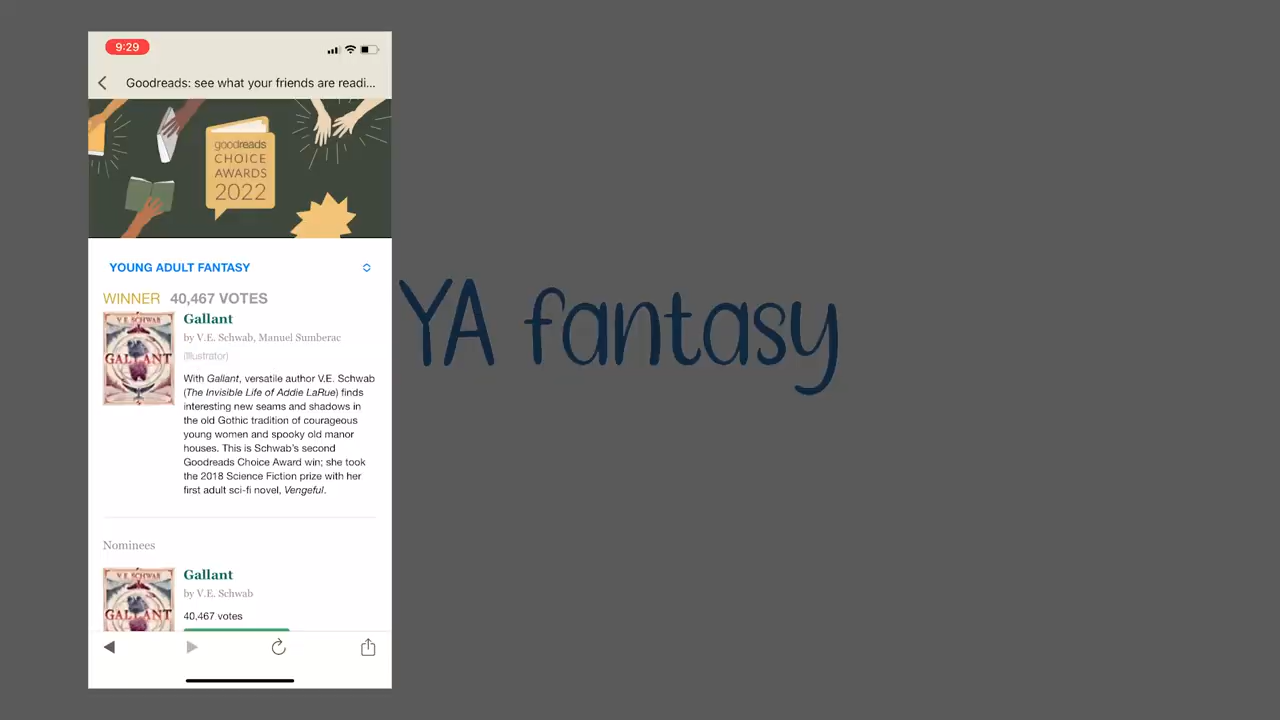 9:29
Goodreads: see what your friends are readi...
goodreads
CHOICE
AWARDS
2022
YOUNG ADULT FANTASY
WINNER 40,467 VOTES
V.E. SCHWAB
GALLANT
Gallant
by V.E. Schwab, Manuel Sumberac
(Illustrator)
With Gallant, versatile author V.E. Schwab
(The Invisible Life of Addie LaRue) finds
interesting new seams and shadows in
the old Gothic tradition of courageous
young women and spooky old manor
houses. This is Schwab's second
Goodreads Choice Award win; she took
the 2018 Science Fiction prize with her
first adult sci-fi novel, Vengeful.
Nominees
V.E. SCHWAB
GALLANT
Gallant
by V.E. Schwab
40,467 votes
YA fantasy